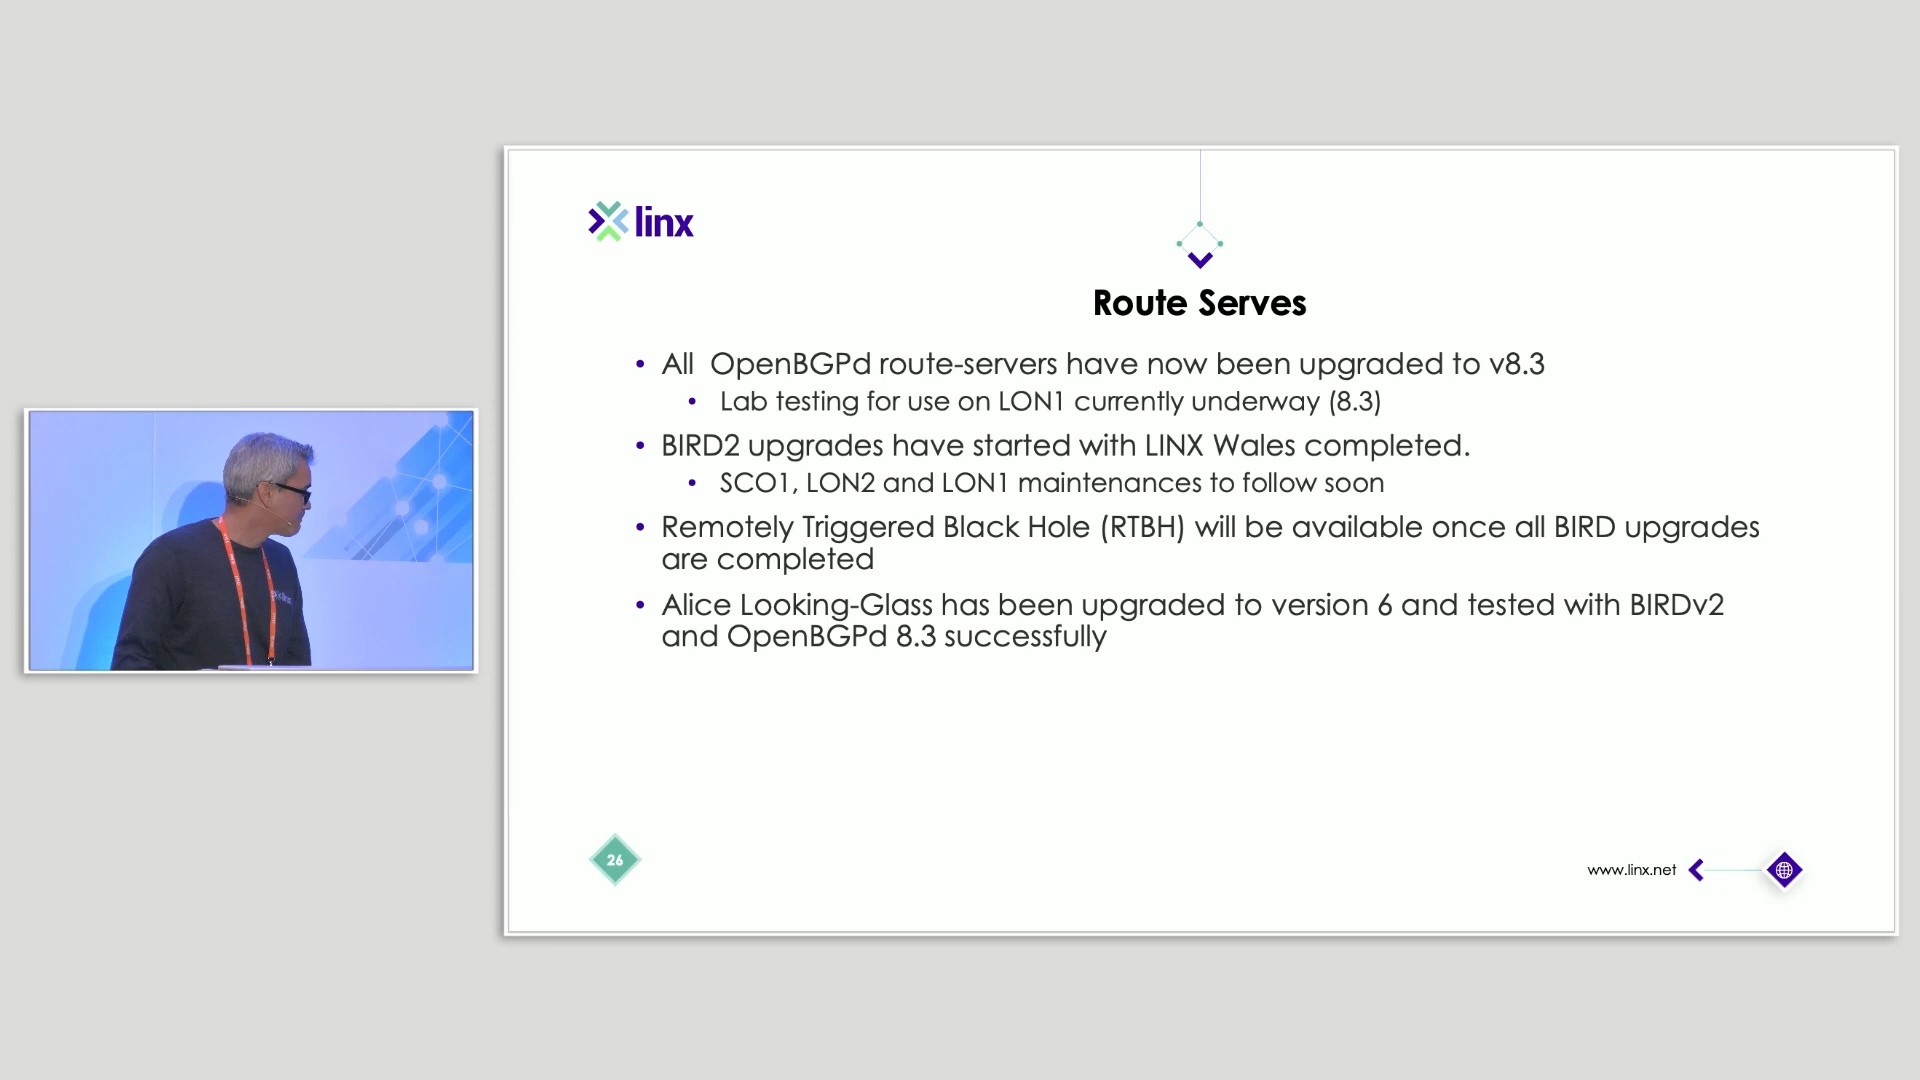 linx
Route Serves
• All  OpenBGPd route-servers have now been upgraded to v8.3
• Lab testing for use on LON1 currently underway (8.3)
• BIRD2 upgrades have started with LINX Wales completed.
• SCO1, LON2 and LON1 maintenances to follow soon
• Remotely Triggered Black Hole (RTBH) will be available once all BIRD upgrades
are completed
• Alice Looking-Glass has been upgraded to version 6 and tested with BIRDv2
and OpenBGPd 8.3 successfully
26
www.linx.net